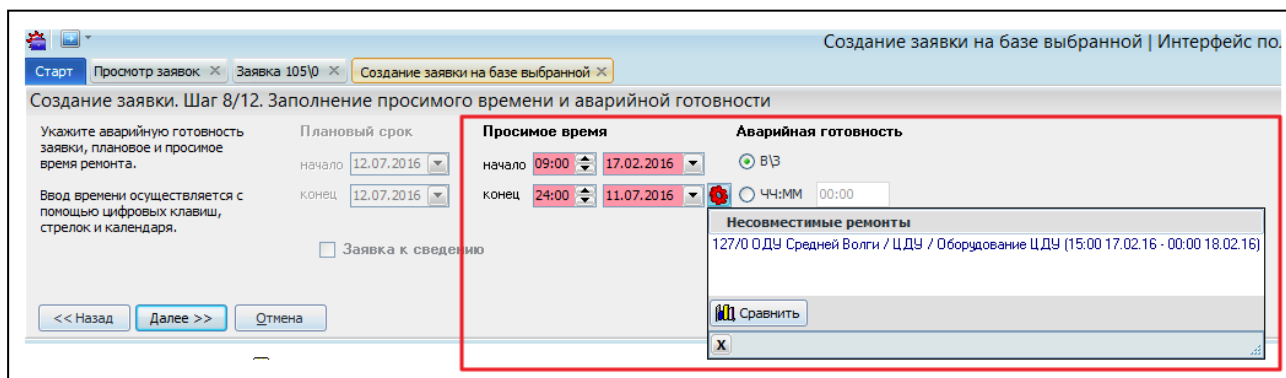 Создание заявки на базе выбранной | Интерфейс по.
Старт Просмотр заявок Заявка 105\0 Создание заявки на базе выбранной
Создание заявки. Шаг 8/12. Заполнение просимого времени и аварийной готовности
Укажите аварийную готовность
заявки, плановое и просимое
время ремонта.
Ввод времени осуществляется с
помощью цифровых клавиш,
стрелок и календаря.
Плановый срок
начало 12.07.2016
конец 12.07.2016
Заявка к сведению
Просимое время
начало 09:00 17.02.2016
конец 24:00 11.07.2016
Аварийная готовность
В\З
ЧЧ:ММ 00:00
Несовместимые ремонты
127/0 ОДУ Средней Волги / ЦДУ / Оборудование ЦДУ (15:00 17.02.16 - 00:00 18.02.16)
Сравнить
X
<< Назад Далее >> Отмена